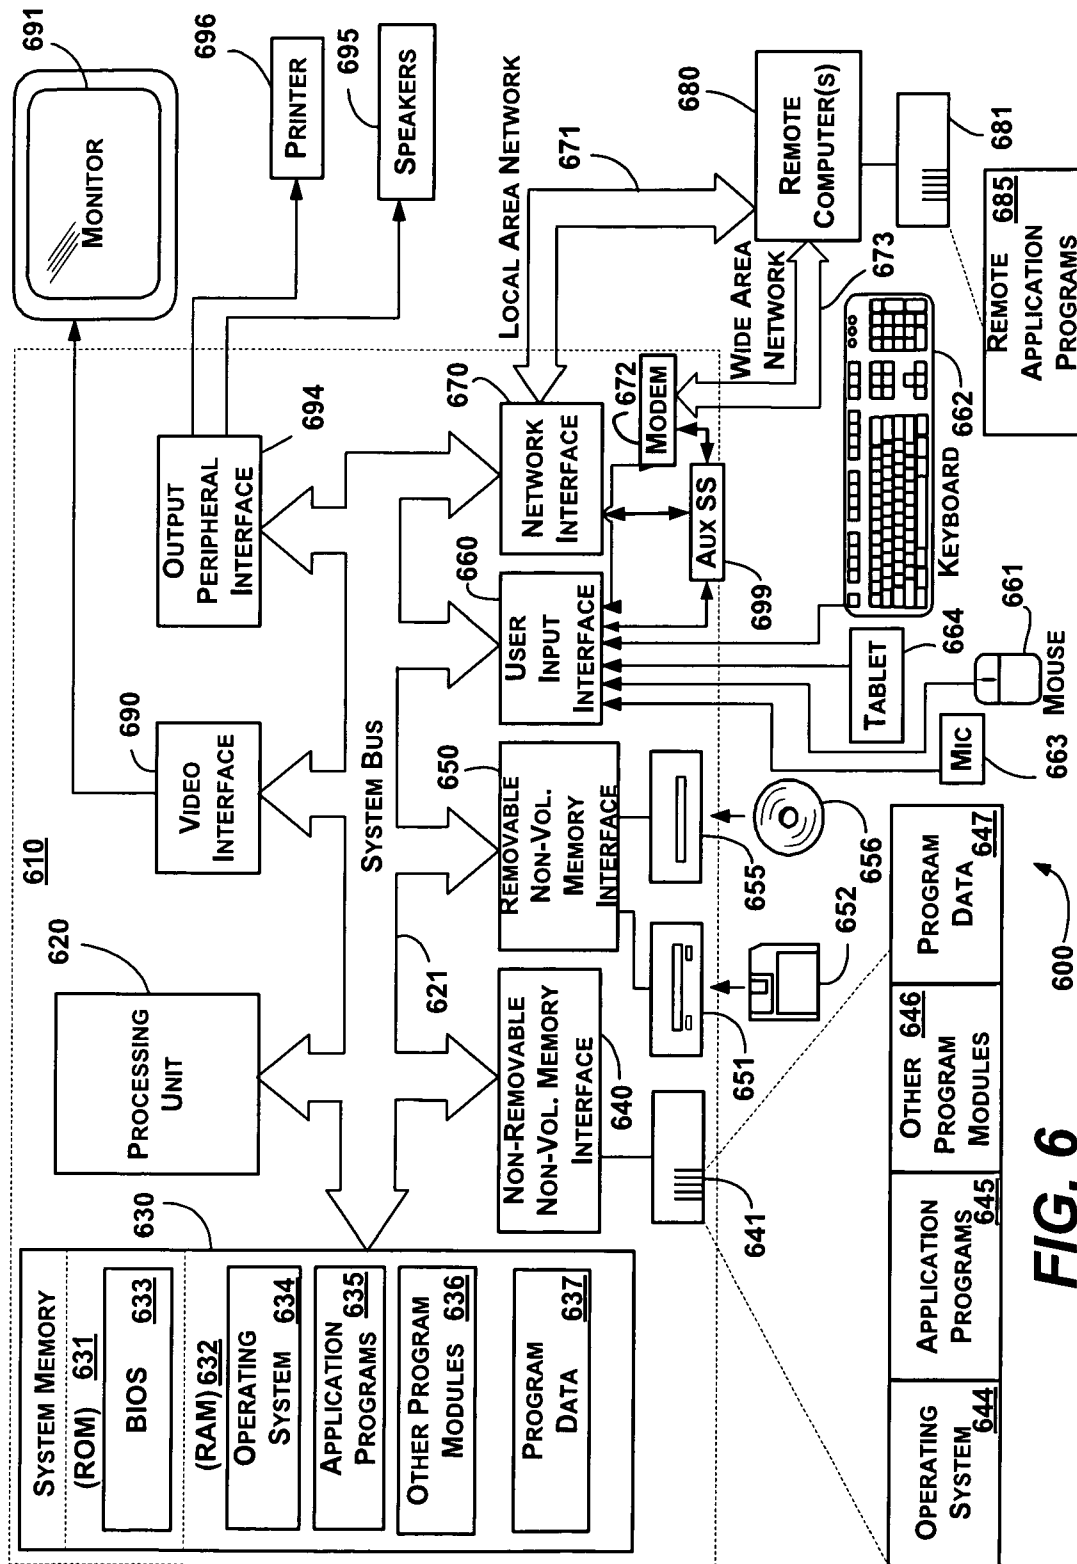 610
SYSTEM MEMORY
(ROM) 631
BIOS 633
(RAM) 632
OPERATING
SYSTEM 634
APPLICATION
PROGRAMS 635
OTHER PROGRAM
MODULES 636
PROGRAM
DATA 637
630
PROCESSING
UNIT
620
621
SYSTEM BUS
VIDEO
INTERFACE
690
OUTPUT
PERIPHERAL
INTERFACE
694
MONITOR
691
PRINTER
696
SPEAKERS
695
NON-REMOVABLE
NON-VOL. MEMORY
INTERFACE
640
REMOVABLE
NON-VOL.
MEMORY
INTERFACE
650
USER
INPUT
INTERFACE
660
NETWORK
INTERFACE
670
LOCAL AREA NETWORK
671
MODEM
672
AUX SS
699
WIDE AREA
NETWORK
673
REMOTE
COMPUTER(S)
680
681
641
651
652
655
656
MIC
663
MOUSE
661
TABLET
664
KEYBOARD
662
REMOTE 685
APPLICATION
PROGRAMS
OPERATING
SYSTEM 644
APPLICATION
PROGRAMS 645
OTHER 646
PROGRAM
MODULES
PROGRAM
DATA 647
600
FIG. 6